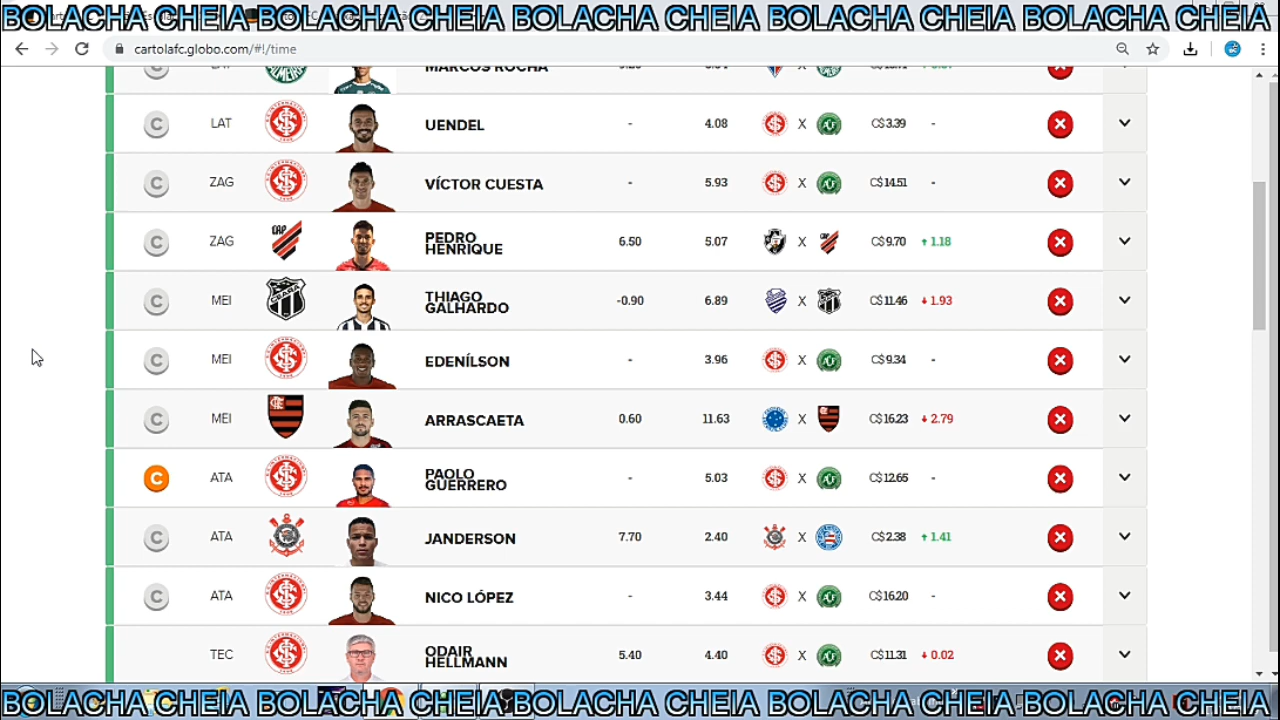 BOLACHA CHEIA BOLACHA CHEIA BOLACHA CHEIA BOLACHA CHEIA BOLACHA CHEIA
cartolafc.globo.com/#!/time
MARCOS ROCHA
C LAT UENDEL - 4.08 X C$ 3.39 -
C ZAG VÍCTOR CUESTA - 5.93 X C$ 14.51 -
C ZAG PEDRO HENRIQUE 6.50 5.07 X C$ 9.70 1.18
C MEI THIAGO GALHARDO -0.90 6.89 X C$ 11.46 1.93
C MEI EDENÍLSON - 3.96 X C$ 9.34 -
C MEI ARRASCAETA 0.60 11.63 X C$ 16.23 2.79
C ATA PAOLO GUERRERO - 5.03 X C$ 12.65 -
C ATA JANDERSON 7.70 2.40 X C$ 2.38 1.41
C ATA NICO LÓPEZ - 3.44 X C$ 16.20 -
TEC ODAIR HELLMANN 5.40 4.40 X C$ 11.31 0.02
BOLACHA CHEIA BOLACHA CHEIA BOLACHA CHEIA BOLACHA CHEIA BOLACHA CHEIA